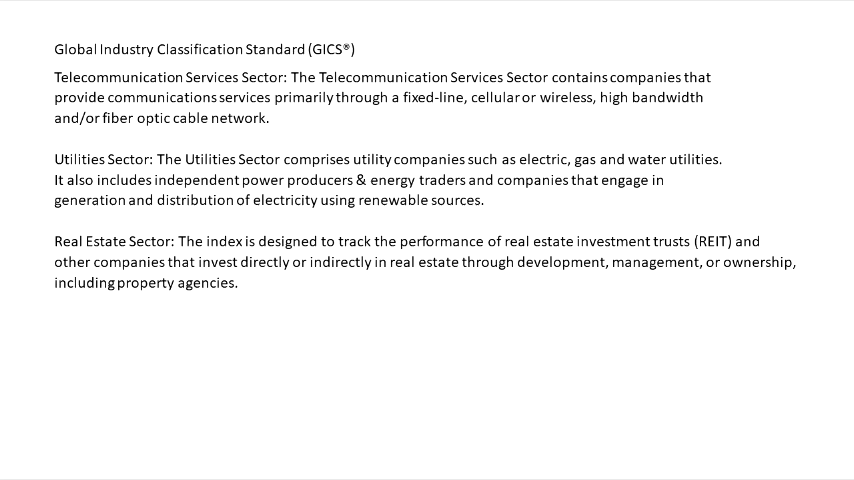 Global Industry Classification Standard (GICS®)
Telecommunication Services Sector: The Telecommunication Services Sector contains companies that
provide communications services primarily through a fixed-line, cellular or wireless, high bandwidth
and/or fiber optic cable network.
Utilities Sector: The Utilities Sector comprises utility companies such as electric, gas and water utilities.
It also includes independent power producers & energy traders and companies that engage in
generation and distribution of electricity using renewable sources.
Real Estate Sector: The index is designed to track the performance of real estate investment trusts (REIT) and
other companies that invest directly or indirectly in real estate through development, management, or ownership,
including property agencies.